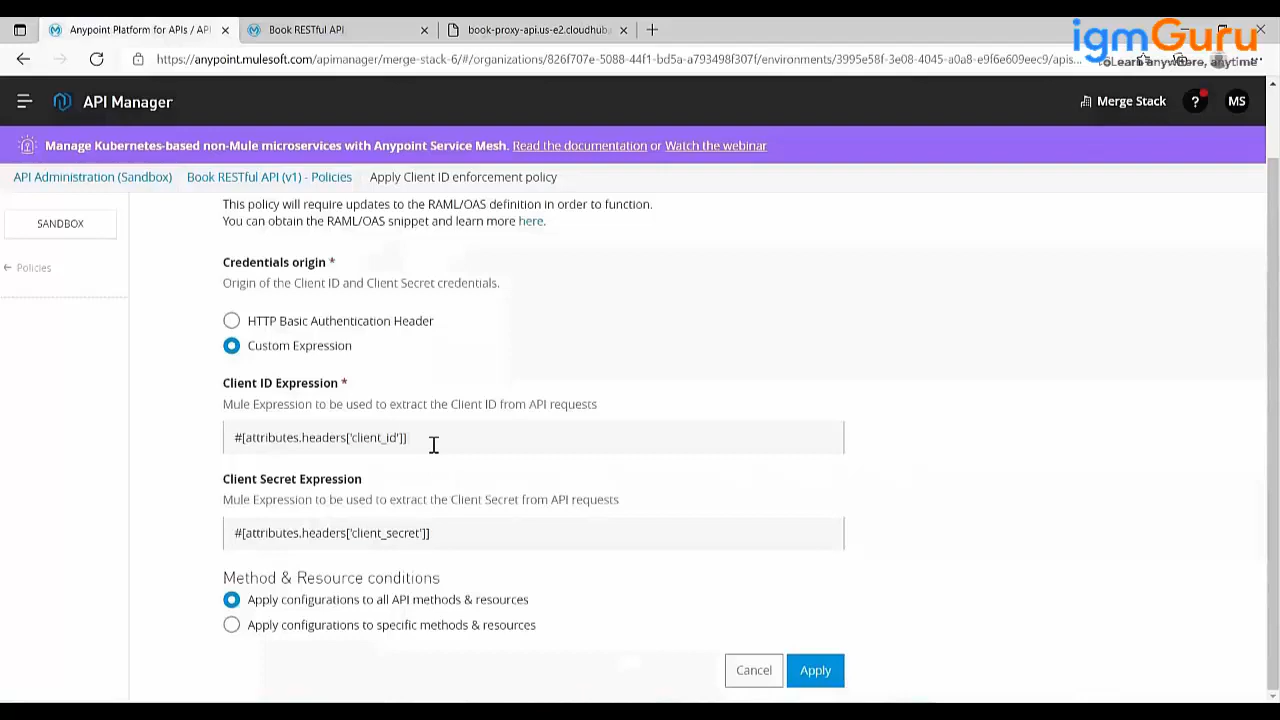 Anypoint Platform for APIs / API
Book RESTful API
book-proxy-api.us-e2.cloudhub.
igmGuru
Learn anywhere, anytime
https://anypoint.mulesoft.com/apimanager/merge-stack-6/#/organizations/826f707e-5088-44f1-bd5a-a793498f307f/environments/3995e58f-3e08-4045-a0a8-e9f6e609eec9/apis...
API Manager
Merge Stack
?
MS
Manage Kubernetes-based non-Mule microservices with Anypoint Service Mesh. Read the documentation or Watch the webinar
API Administration (Sandbox)
Book RESTful API (v1) - Policies
Apply Client ID enforcement policy
SANDBOX
← Policies
This policy will require updates to the RAML/OAS definition in order to function.
You can obtain the RAML/OAS snippet and learn more here.
Credentials origin *
Origin of the Client ID and Client Secret credentials.
HTTP Basic Authentication Header
Custom Expression
Client ID Expression *
Mule Expression to be used to extract the Client ID from API requests
#[attributes.headers['client_id']]
Client Secret Expression
Mule Expression to be used to extract the Client Secret from API requests
#[attributes.headers['client_secret']]
Method & Resource conditions
Apply configurations to all API methods & resources
Apply configurations to specific methods & resources
Cancel
Apply